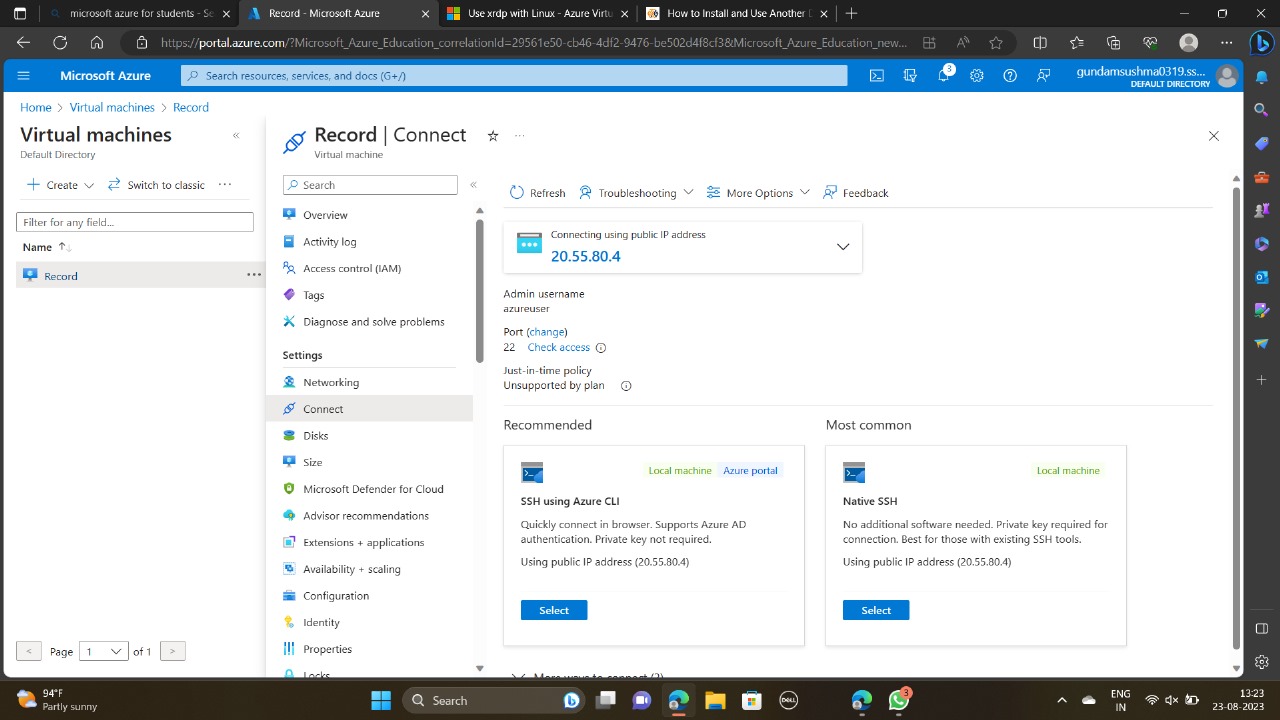 microsoft azure for students - Se
Record - Microsoft Azure
Use xrdp with Linux - Azure Virtu
How to Install and Use Another D
https://portal.azure.com/?Microsoft_Azure_Education_correlationId=29561e50-cb46-4df2-9476-be502d4f8cf38&Microsoft_Azure_Education_new...
Microsoft Azure
Search resources, services, and docs (G+/)
3
gundamsushma0319.ss...
DEFAULT DIRECTORY
Home > Virtual machines > Record
Virtual machines
Default Directory
Create
Switch to classic
Filter for any field...
Name
Record
Page 1 of 1
Record | Connect
Virtual machine
Search
Overview
Activity log
Access control (IAM)
Tags
Diagnose and solve problems
Settings
Networking
Connect
Disks
Size
Microsoft Defender for Cloud
Advisor recommendations
Extensions + applications
Availability + scaling
Configuration
Identity
Properties
Locks
Refresh
Troubleshooting
More Options
Feedback
Connecting using public IP address
20.55.80.4
Admin username
azureuser
Port (change)
22 Check access
Just-in-time policy
Unsupported by plan
Recommended
Local machine Azure portal
SSH using Azure CLI
Quickly connect in browser. Supports Azure AD
authentication. Private key not required.
Using public IP address (20.55.80.4)
Select
Most common
Local machine
Native SSH
No additional software needed. Private key required for
connection. Best for those with existing SSH tools.
Using public IP address (20.55.80.4)
Select
More ways to connect (2)
94°F
Partly sunny
Search
DELL
3
ENG
IN
13:23
23-08-2023